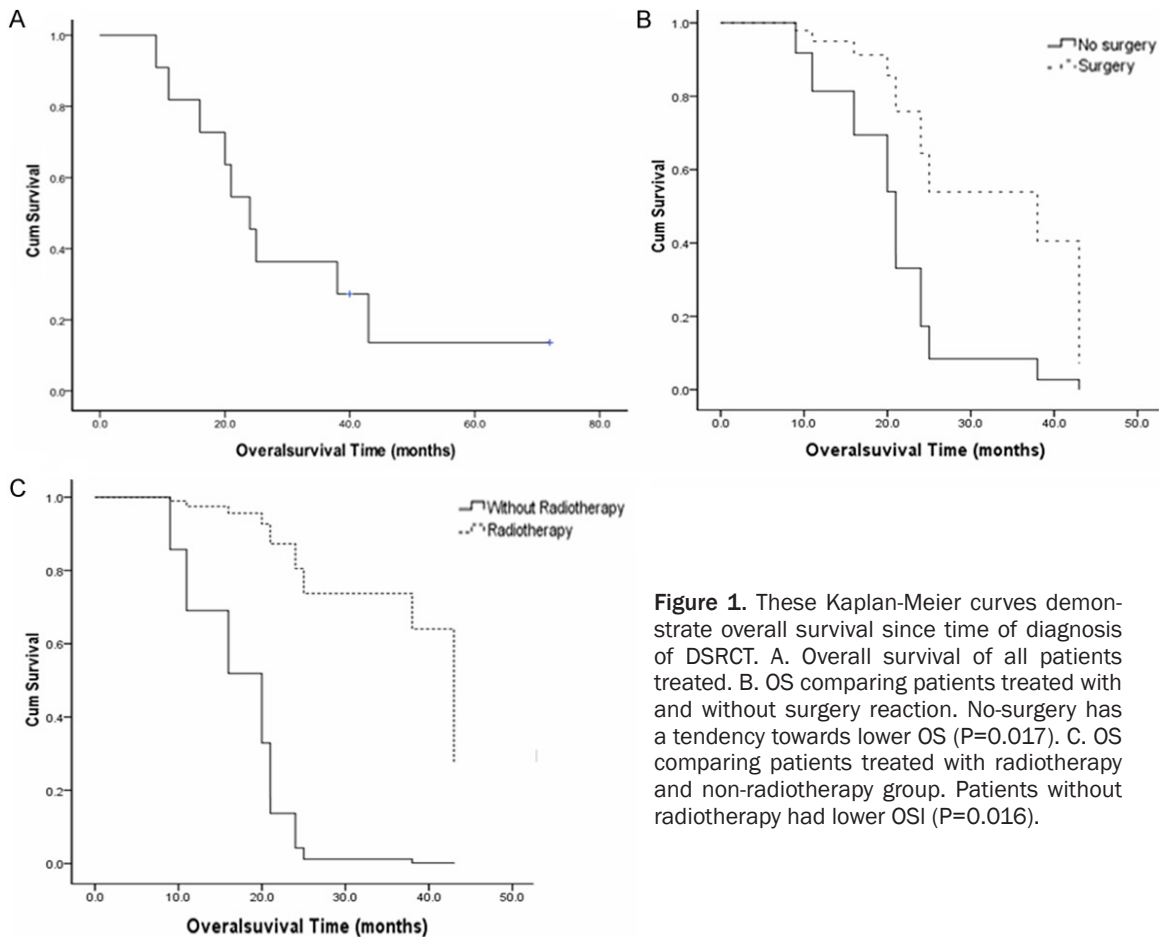 A
1.0
0.8
0.6
0.4
0.2
0.0
Cum Survival
0.0 20.0 40.0 60.0 80.0
Overalsurvival Time (months)
B
No surgery
Surgery
1.0
0.8
0.6
0.4
0.2
0.0
Cum Survival
0.0 10.0 20.0 30.0 40.0 50.0
Overalsuvival Time (months)
C
Without Radiotherapy
Radiotherapy
1.0
0.8
0.6
0.4
0.2
0.0
Cum Survival
0.0 10.0 20.0 30.0 40.0 50.0
Overalsuvival Time (months)
Figure 1. These Kaplan-Meier curves demon-
strate overall survival since time of diagnosis
of DSRCT. A. Overall survival of all patients
treated. B. OS comparing patients treated with
and without surgery reaction. No-surgery has
a tendency towards lower OS (P=0.017). C. OS
comparing patients treated with radiotherapy
and non-radiotherapy group. Patients without
radiotherapy had lower OSI (P=0.016).